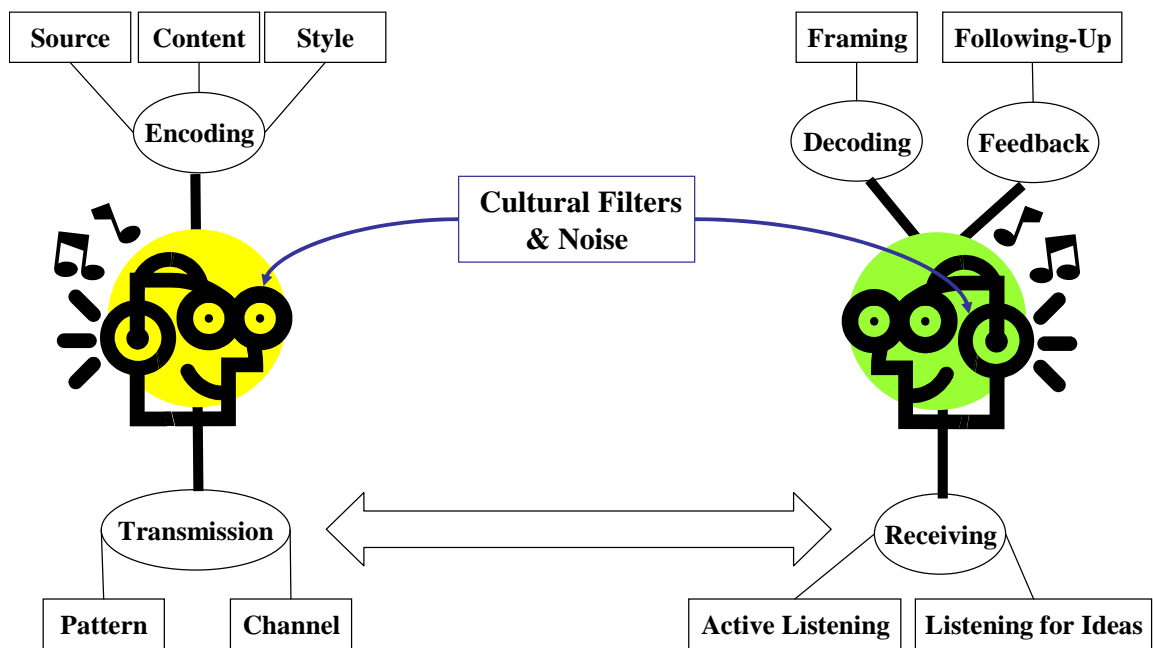 Source
Content
Style
Framing
Following-Up
Encoding
Decoding
Feedback
Cultural Filters
& Noise
Transmission
Receiving
Pattern
Channel
Active Listening
Listening for Ideas